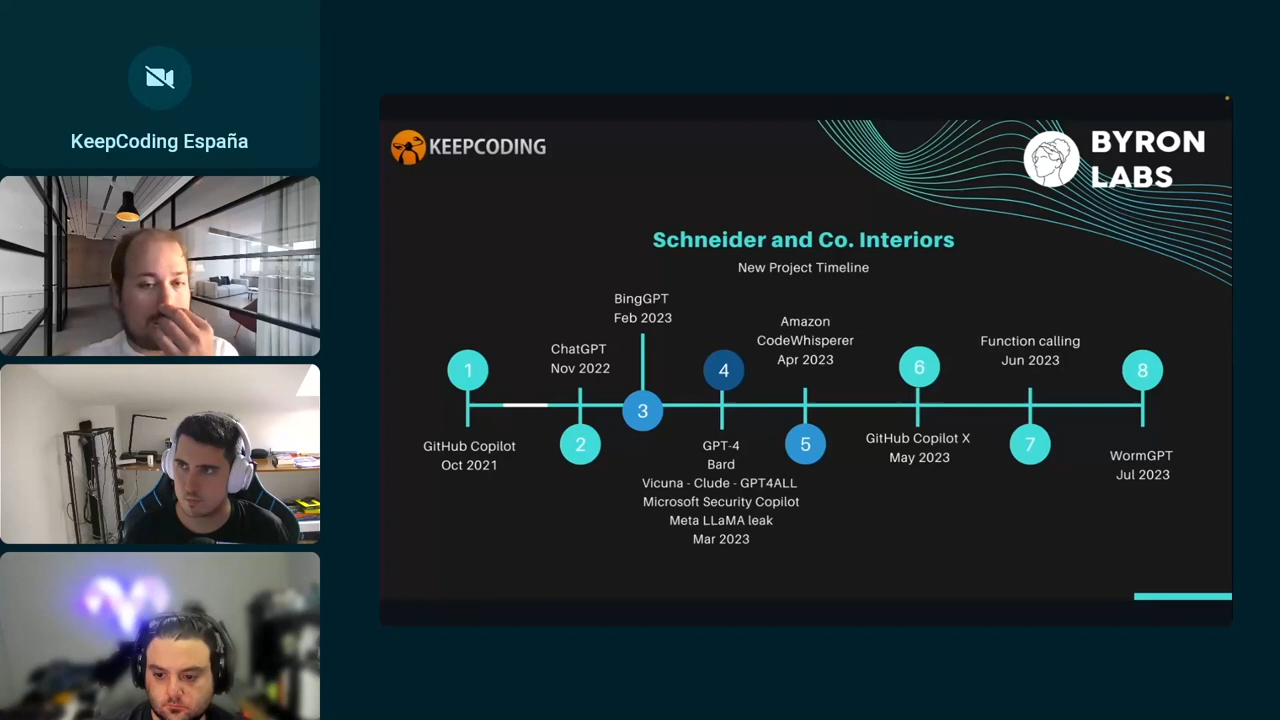 KeepCoding España
KEEPCODING
BYRON
LABS
Schneider and Co. Interiors
New Project Timeline
1
GitHub Copilot
Oct 2021
ChatGPT
Nov 2022
2
BingGPT
Feb 2023
3
4
GPT-4
Bard
Vicuna - Clude - GPT4ALL
Microsoft Security Copilot
Meta LLaMA leak
Mar 2023
Amazon
CodeWhisperer
Apr 2023
5
6
GitHub Copilot X
May 2023
Function calling
Jun 2023
7
8
WormGPT
Jul 2023